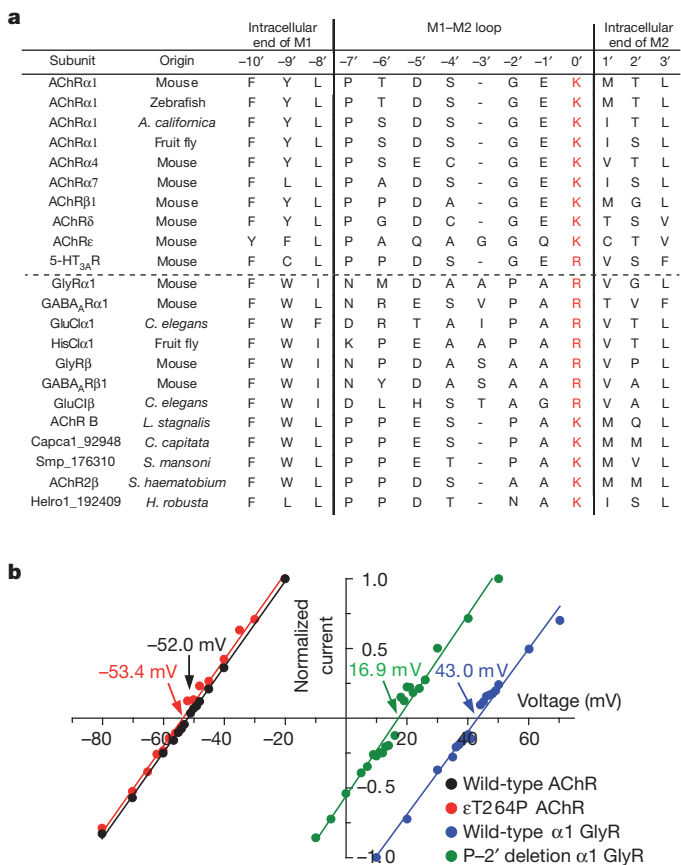 a
Intracellular end of M1 M1–M2 loop Intracellular end of M2
Subunit Origin –10′ –9′ –8′ –7′ –6′ –5′ –4′ –3′ –2′ –1′ 0′ 1′ 2′ 3′
AChRα1 Mouse F Y L P T D S - G E K M T L
AChRα1 Zebrafish F Y L P T D S - G E K M T L
AChRα1 A. californica F Y L P S D S - G E K I T L
AChRα1 Fruit fly F Y L P S D S - G E K I S L
AChRα4 Mouse F Y L P S E C - G E K V T L
AChRα7 Mouse F L L P A D S - G E K I S L
AChRβ1 Mouse F Y L P P D A - G E K M G L
AChRδ Mouse F Y L P G D C - G E K T S V
AChRε Mouse Y F L P A Q A G G Q K C T V
5-HT3AR Mouse F C L P P D S - G E R V S F
GlyRα1 Mouse F W I N M D A A P A R V G L
GABAARα1 Mouse F W I N R E S V P A R T V F
GluClα1 C. elegans F W F D R T A I P A R V T L
HisClα1 Fruit fly F W I K P E A A P A R V T L
GlyRβ Mouse F W I N P D A S A A R V P L
GABAARβ1 Mouse F W I N Y D A S A A R V A L
GluClβ C. elegans F W I D L H S T A G R V A L
AChR B L. stagnalis F W L P P E S - P A K M Q L
Capca1_92948 C. capitata F W L P P E S - P A K M M L
Smp_176310 S. mansoni F W L P P E T - P A K M V L
AChR2β S. haematobium F W L P P D S - A A K M M L
Helro1_192409 H. robusta F L L P P D T - N A K I S L
b
1.0
Normalized current
0.5
–52.0 mV
–53.4 mV 16.9 mV 43.0 mV
Voltage (mV)
–80 –60 –40 –20 20 40 60
–0.5
–1.0
Wild-type AChR
εT264P AChR
Wild-type α1 GlyR
P–2′ deletion α1 GlyR